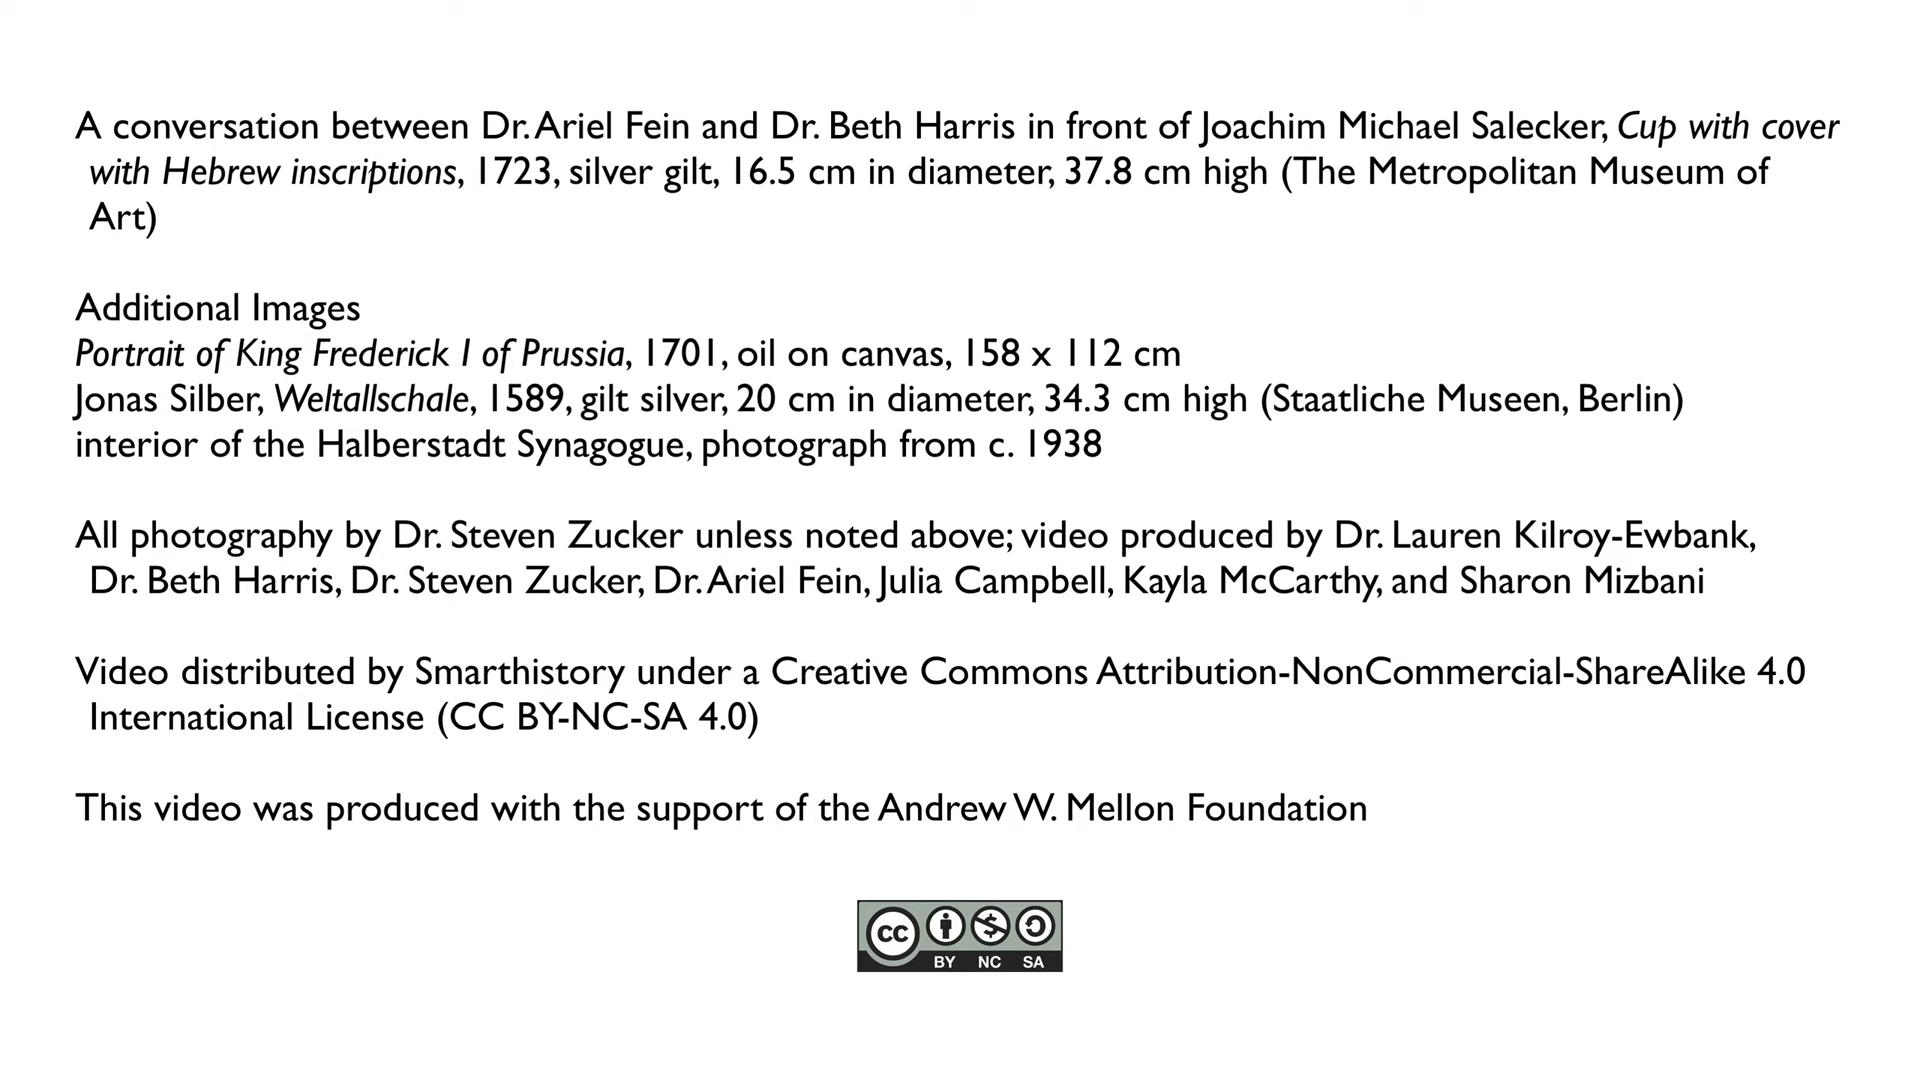 A conversation between Dr. Ariel Fein and Dr. Beth Harris in front of Joachim Michael Salecker, Cup with cover
with Hebrew inscriptions, 1723, silver gilt, 16.5 cm in diameter, 37.8 cm high (The Metropolitan Museum of
Art)
Additional Images
Portrait of King Frederick I of Prussia, 1701, oil on canvas, 158 x 112 cm
Jonas Silber, Weltallschale, 1589, gilt silver, 20 cm in diameter, 34.3 cm high (Staatliche Museen, Berlin)
interior of the Halberstadt Synagogue, photograph from c. 1938
All photography by Dr. Steven Zucker unless noted above; video produced by Dr. Lauren Kilroy-Ewbank,
Dr. Beth Harris, Dr. Steven Zucker, Dr. Ariel Fein, Julia Campbell, Kayla McCarthy, and Sharon Mizbani
Video distributed by Smarthistory under a Creative Commons Attribution-NonCommercial-ShareAlike 4.0
International License (CC BY-NC-SA 4.0)
This video was produced with the support of the Andrew W. Mellon Foundation
cc
BY NC SA